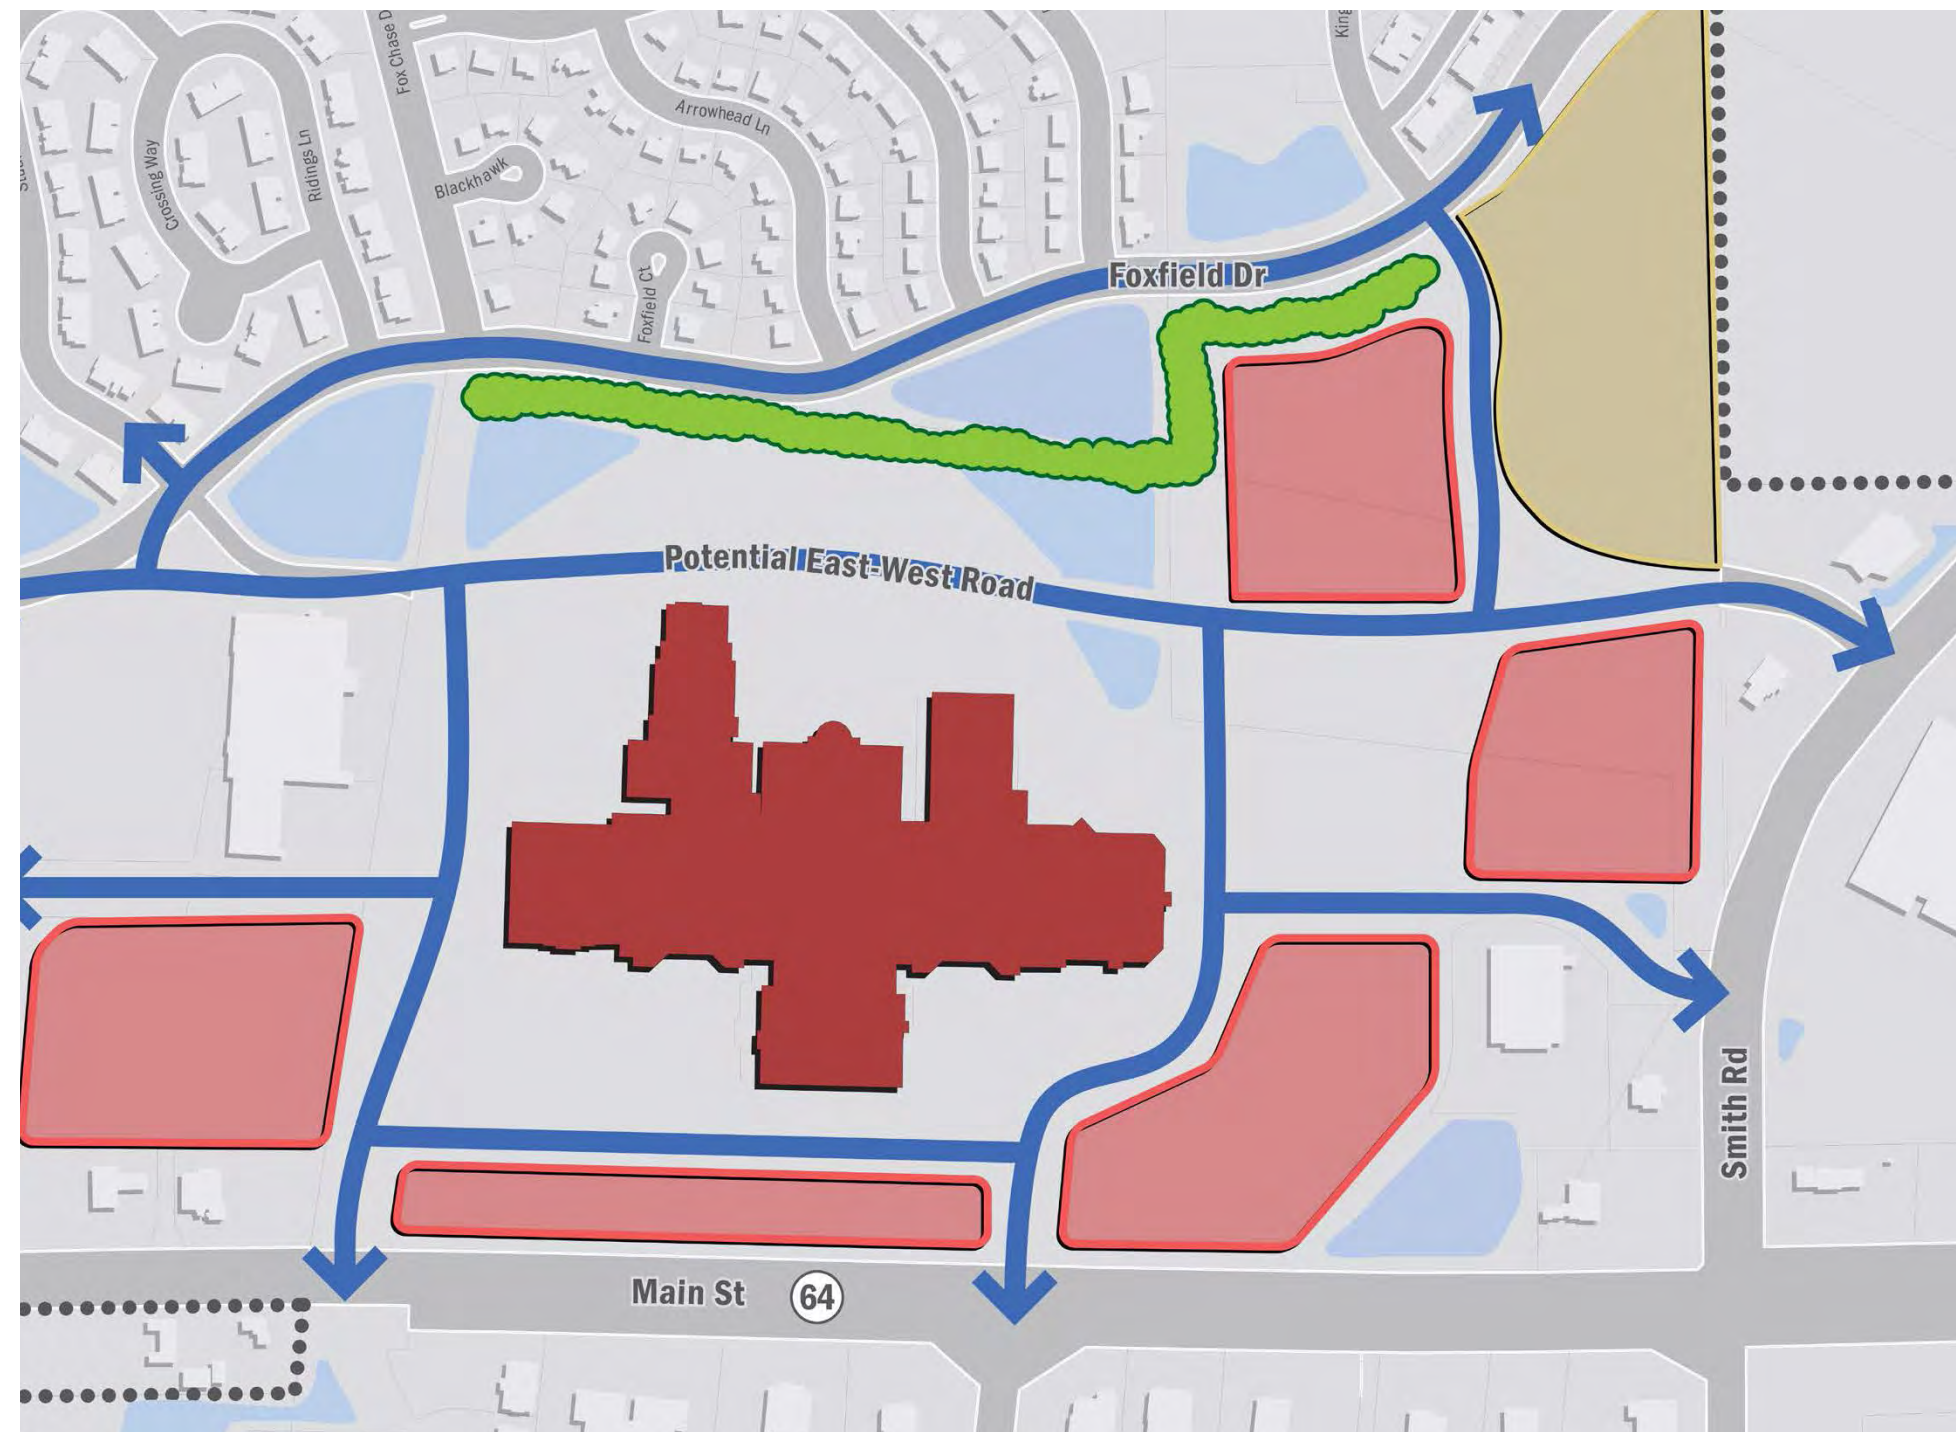 Fox Chase D
King
Arrowhead Ln
Crossing Way
Ridings Ln
Blackhawk
Foxfield Ct
Foxfield Dr
Potential East-West Road
Smith Rd
Main St
64